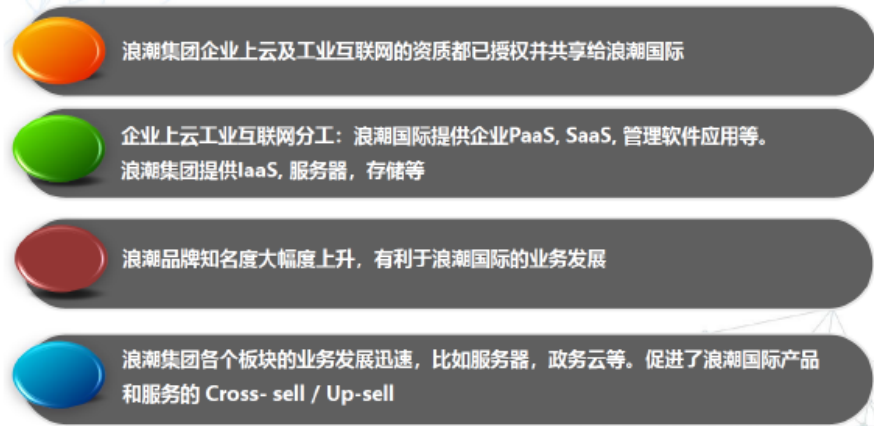 浪潮集团企业上云及工业互联网的资质都已授权并共享给浪潮国际
企业上云工业互联网分工：浪潮国际提供企业PaaS, SaaS, 管理软件应用等。
浪潮集团提供IaaS, 服务器，存储等
浪潮品牌知名度大幅度上升，有利于浪潮国际的业务发展
浪潮集团各个板块的业务发展迅速，比如服务器，政务云等。促进了浪潮国际产品
和服务的 Cross- sell / Up-sell